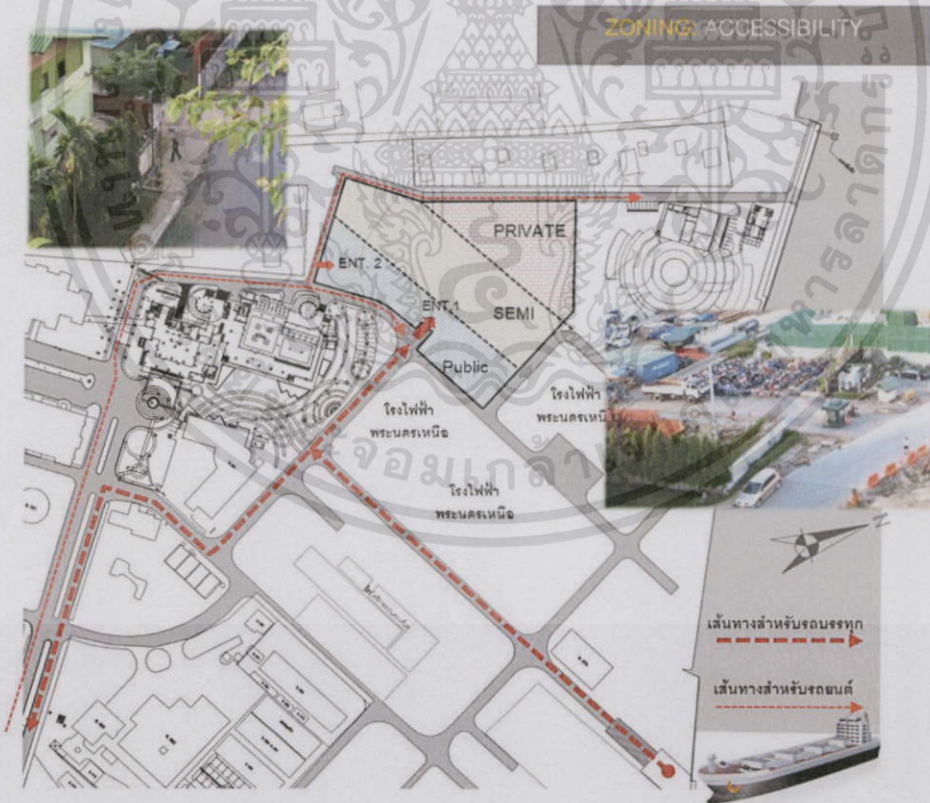 ZONING: ACCESSIBILITY
PRIVATE
ENT. 2
ENT.1
SEMI
Public
โรงไฟฟ้า
พระนครเหนือ
โรงไฟฟ้า
พระนครเหนือ
โรงไฟฟ้า
พระนครเหนือ
N
เส้นทางสำหรับรถบรรทุก
เส้นทางสำหรับรถยนต์